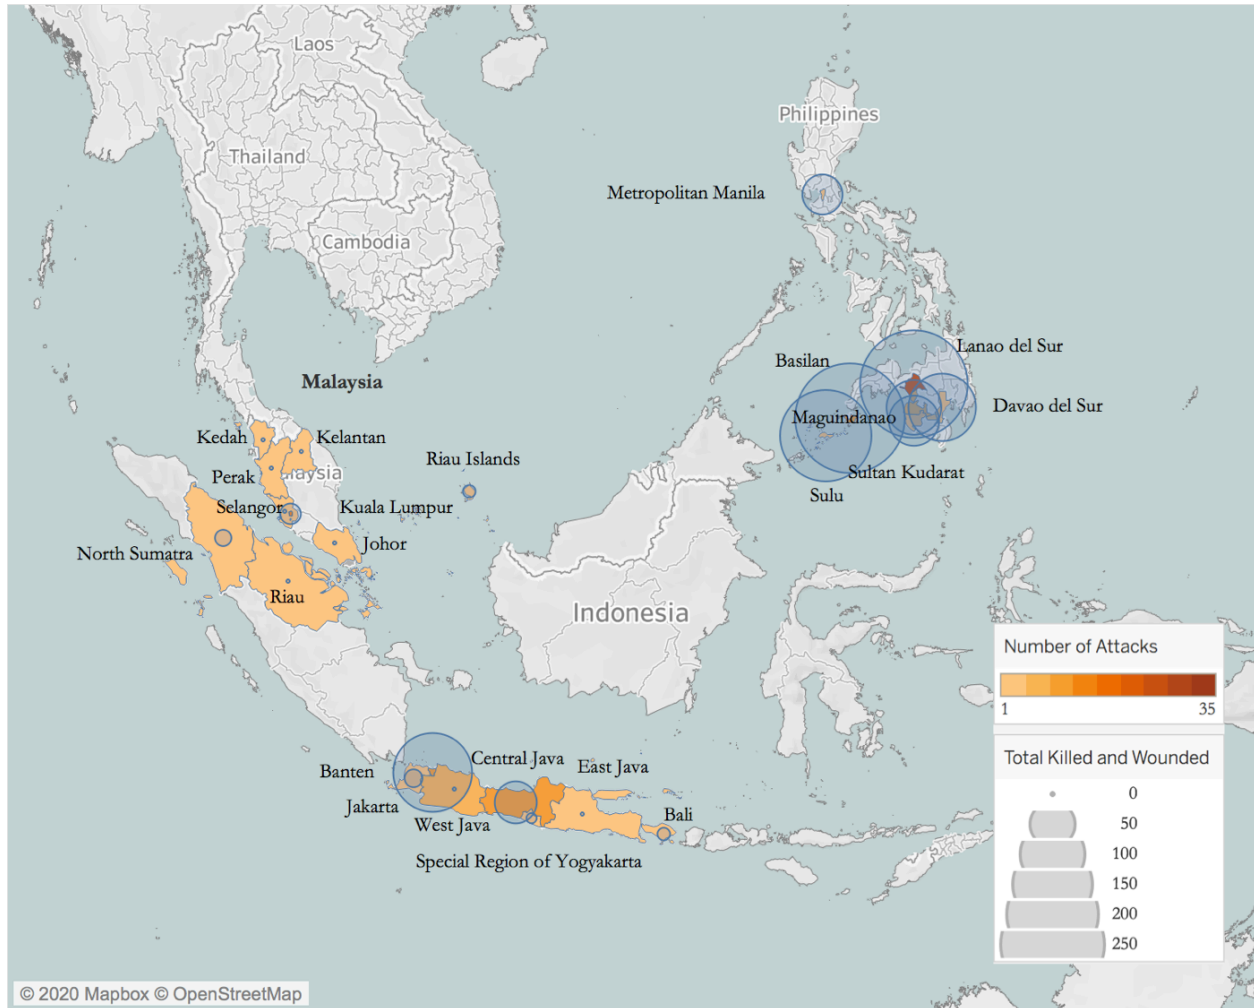 Laos
Philippines
Thailand
Metropolitan Manila
Cambodia
Lanao del Sur
Basilan
Malaysia
Davao del Sur
Maguindanao
Kedah
Kelantan
Riau Islands
Perak
alaysia
Sultan Kudarat
Sulu
Selangor
Kuala Lumpur
Johor
North Sumatra
Riau
Indonesia
Number of Attacks
1 35
Total Killed and Wounded
0
50
100
150
200
250
Central Java
East Java
Banten
Jakarta
Bali
West Java
Special Region of Yogyakarta
© 2020 Mapbox © OpenStreetMap